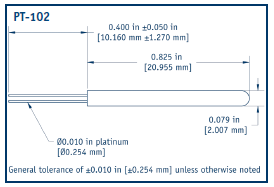 PT-102
0.400 in ±0.050 in
[10.160 mm ±1.270 mm]
0.825 in
[20.955 mm]
0.079 in
[2.007 mm]
Ø0.010 in platinum
[Ø0.254 mm]
General tolerance of ±0.010 in [±0.254 mm] unless otherwise noted